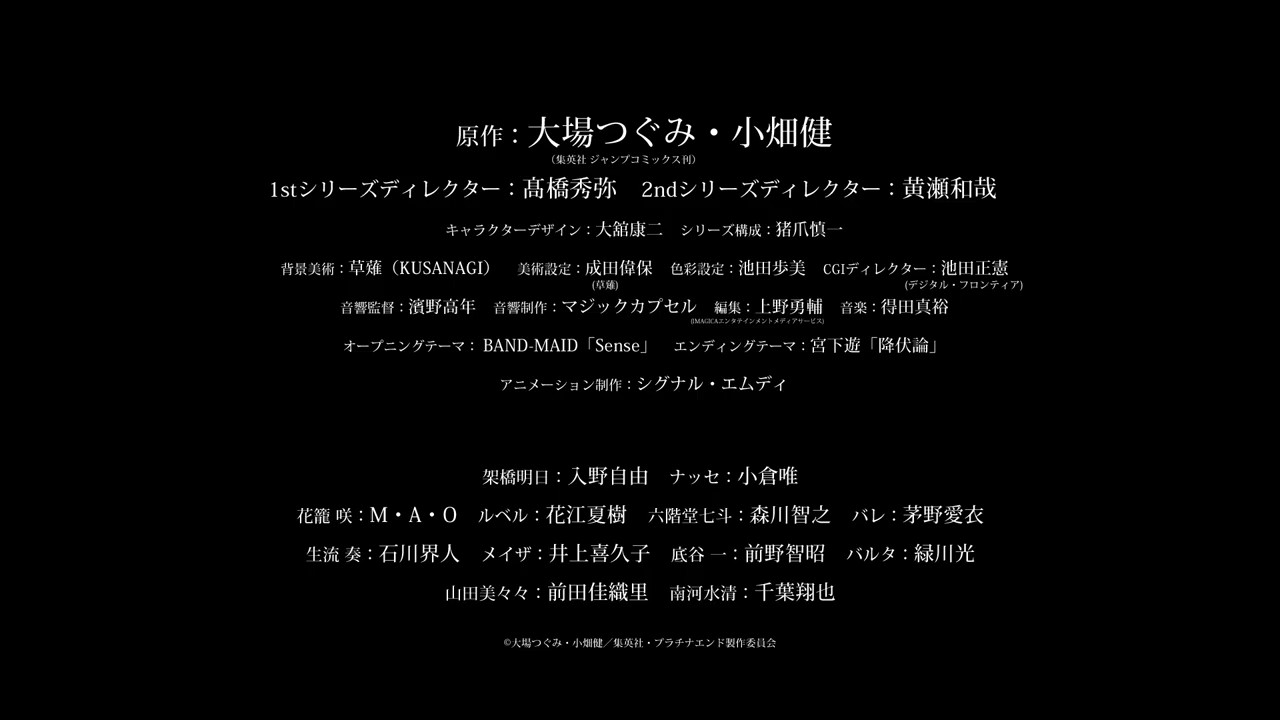 原作：大場つぐみ・小畑健
（集英社 ジャンプコミックス刊）
1stシリーズディレクター：髙橋秀弥　2ndシリーズディレクター：黄瀬和哉
キャラクターデザイン：大舘康二　シリーズ構成：猪爪慎一
背景美術：草薙（KUSANAGI）　美術設定：成田偉保　色彩設定：池田歩美　CGIディレクター：池田正憲
(草薙)　(デジタル・フロンティア)
音響監督：濱野高年　音響制作：マジックカプセル　編集：上野勇輔　音楽：得田真裕
(IMAGICAエンタテインメントメディアサービス)
オープニングテーマ： BAND-MAID「Sense」　エンディングテーマ：宮下遊「降伏論」
アニメーション制作：シグナル・エムディ
架橋明日：入野自由　ナッセ：小倉唯
花籠 咲：M・A・O　ルベル：花江夏樹　六階堂七斗：森川智之　バレ：茅野愛衣
生流 奏：石川界人　メイザ：井上喜久子　底谷 一：前野智昭　バルタ：緑川光
山田美々々：前田佳織里　南河水清：千葉翔也
©大場つぐみ・小畑健／集英社・プラチナエンド製作委員会